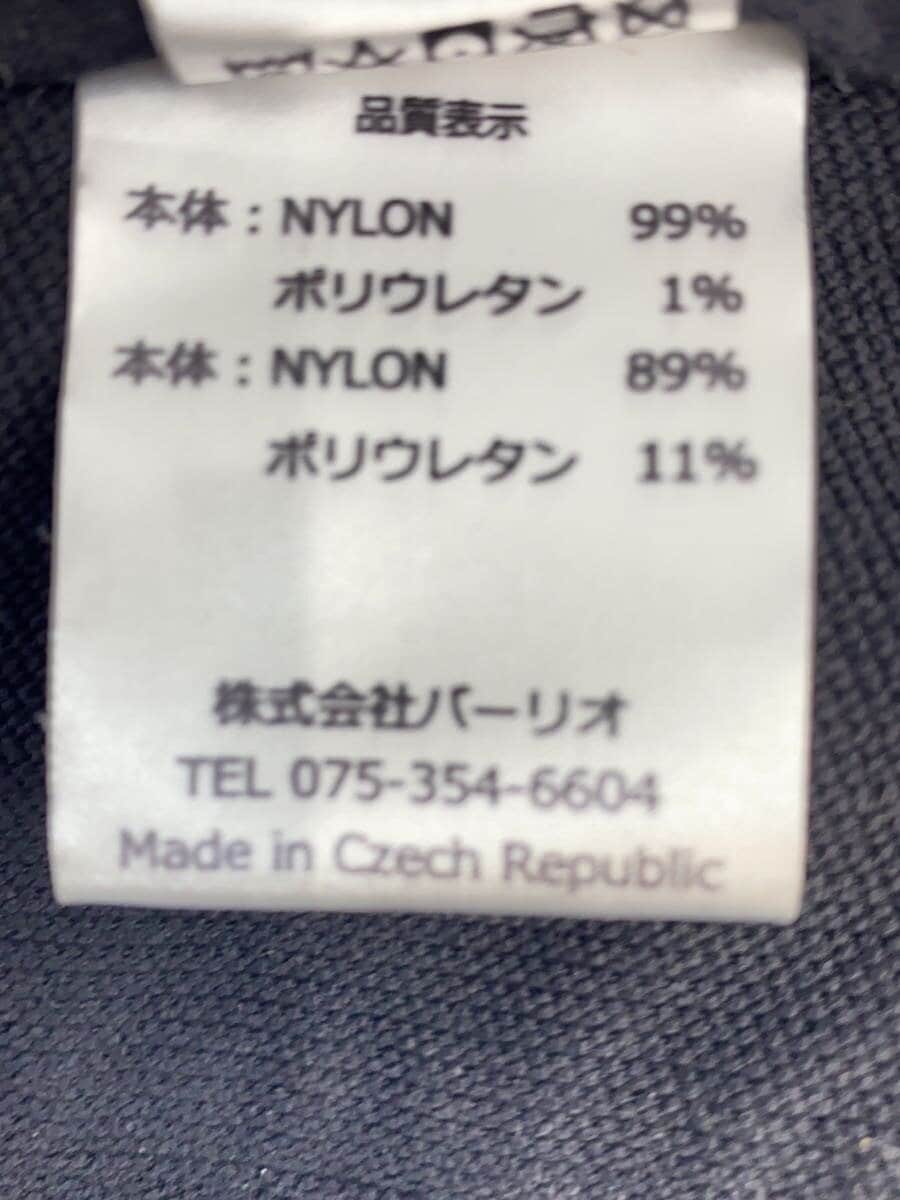 品質表示
本体：NYLON 99%
ポリウレタン 1%
本体：NYLON 89%
ポリウレタン 11%
株式会社バーリオ
TEL 075-354-6604
Made in Czech Republic